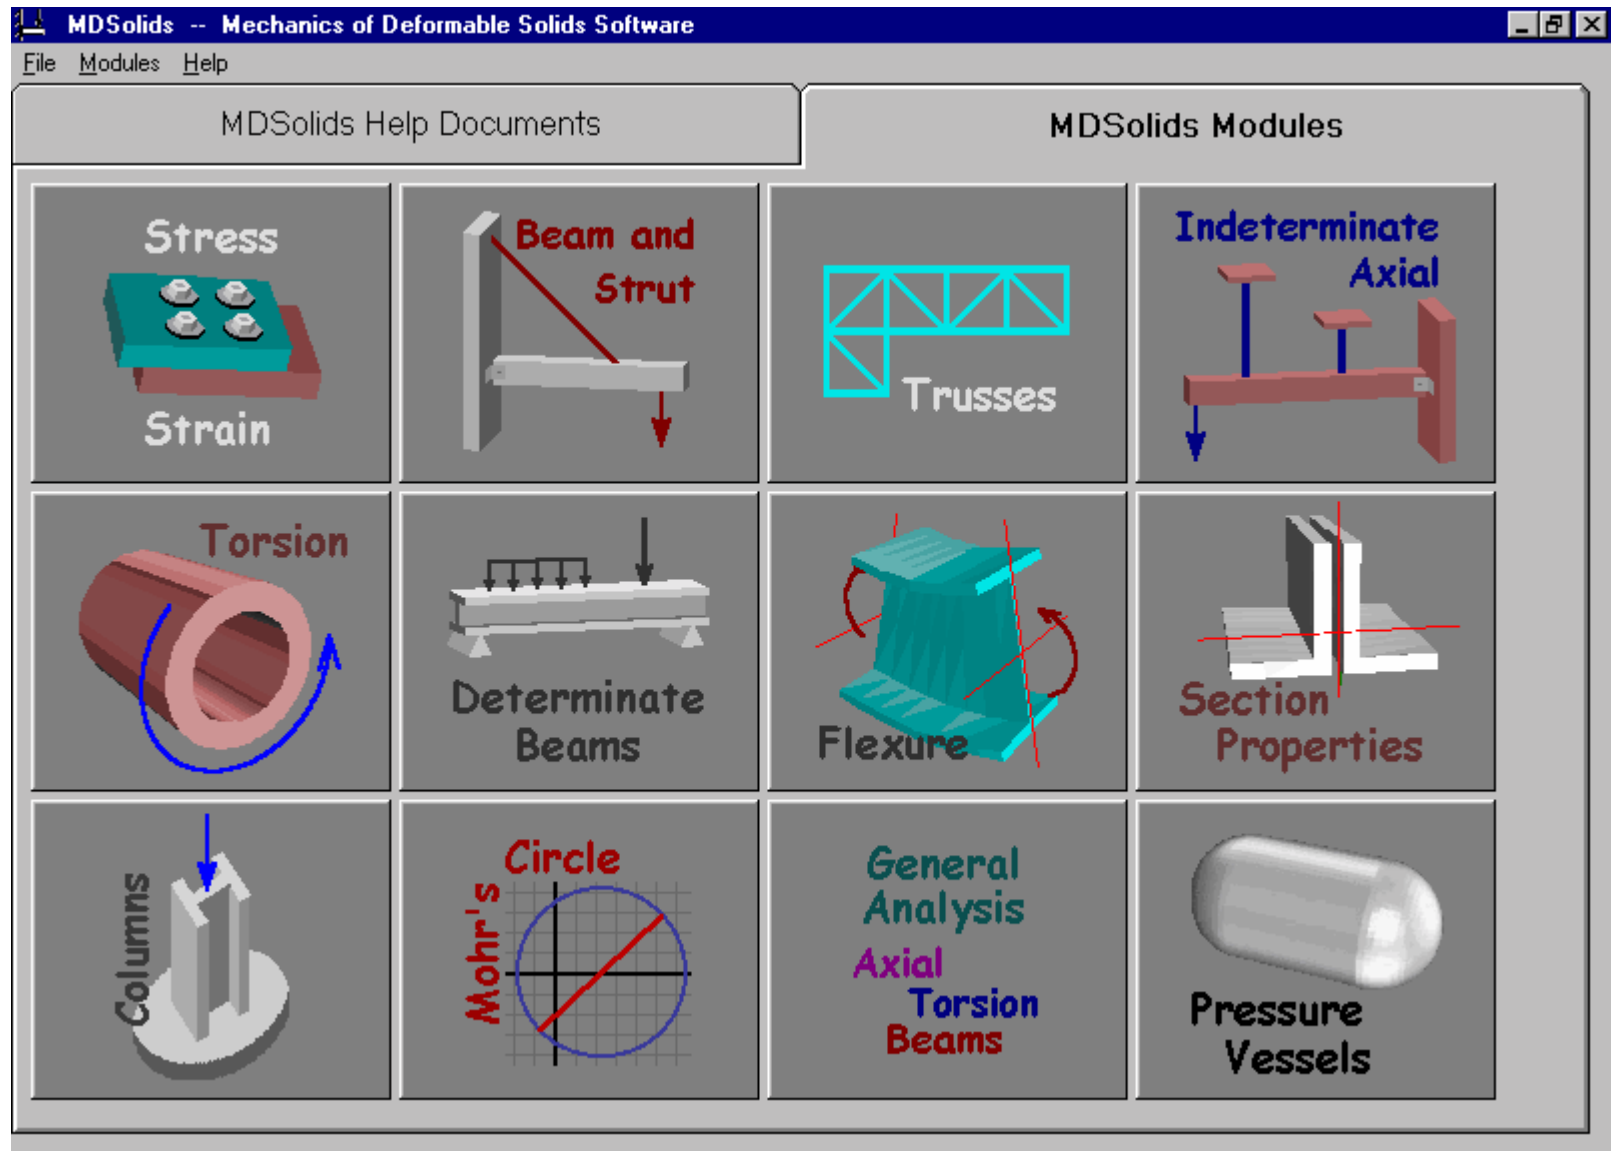 MDSolids -- Mechanics of Deformable Solids Software
File Modules Help
MDSolids Help Documents
MDSolids Modules
Stress
Strain
Beam and
Strut
Trusses
Indeterminate
Axial
Torsion
Determinate
Beams
Flexure
Section
Properties
Columns
Mohr's
Circle
General
Analysis
Axial
Torsion
Beams
Pressure
Vessels